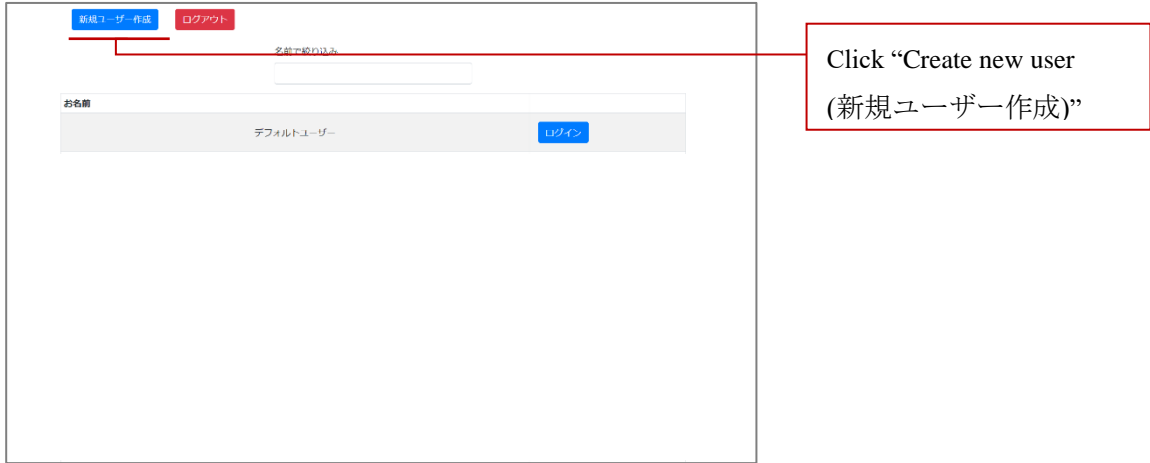 新規ユーザー作成 ログアウト
名前で絞り込み
お名前
デフォルトユーザー ログイン
Click “Create new user
(新規ユーザー作成)”